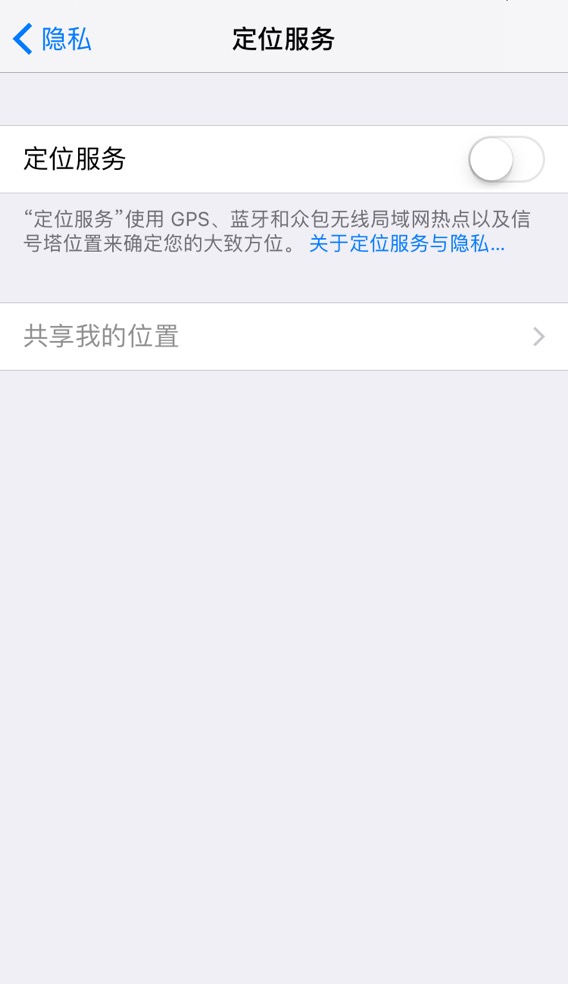 隐私
定位服务
定位服务
“定位服务”使用 GPS、蓝牙和众包无线局域网热点以及信
号塔位置来确定您的大致方位。 关于定位服务与隐私...
共享我的位置